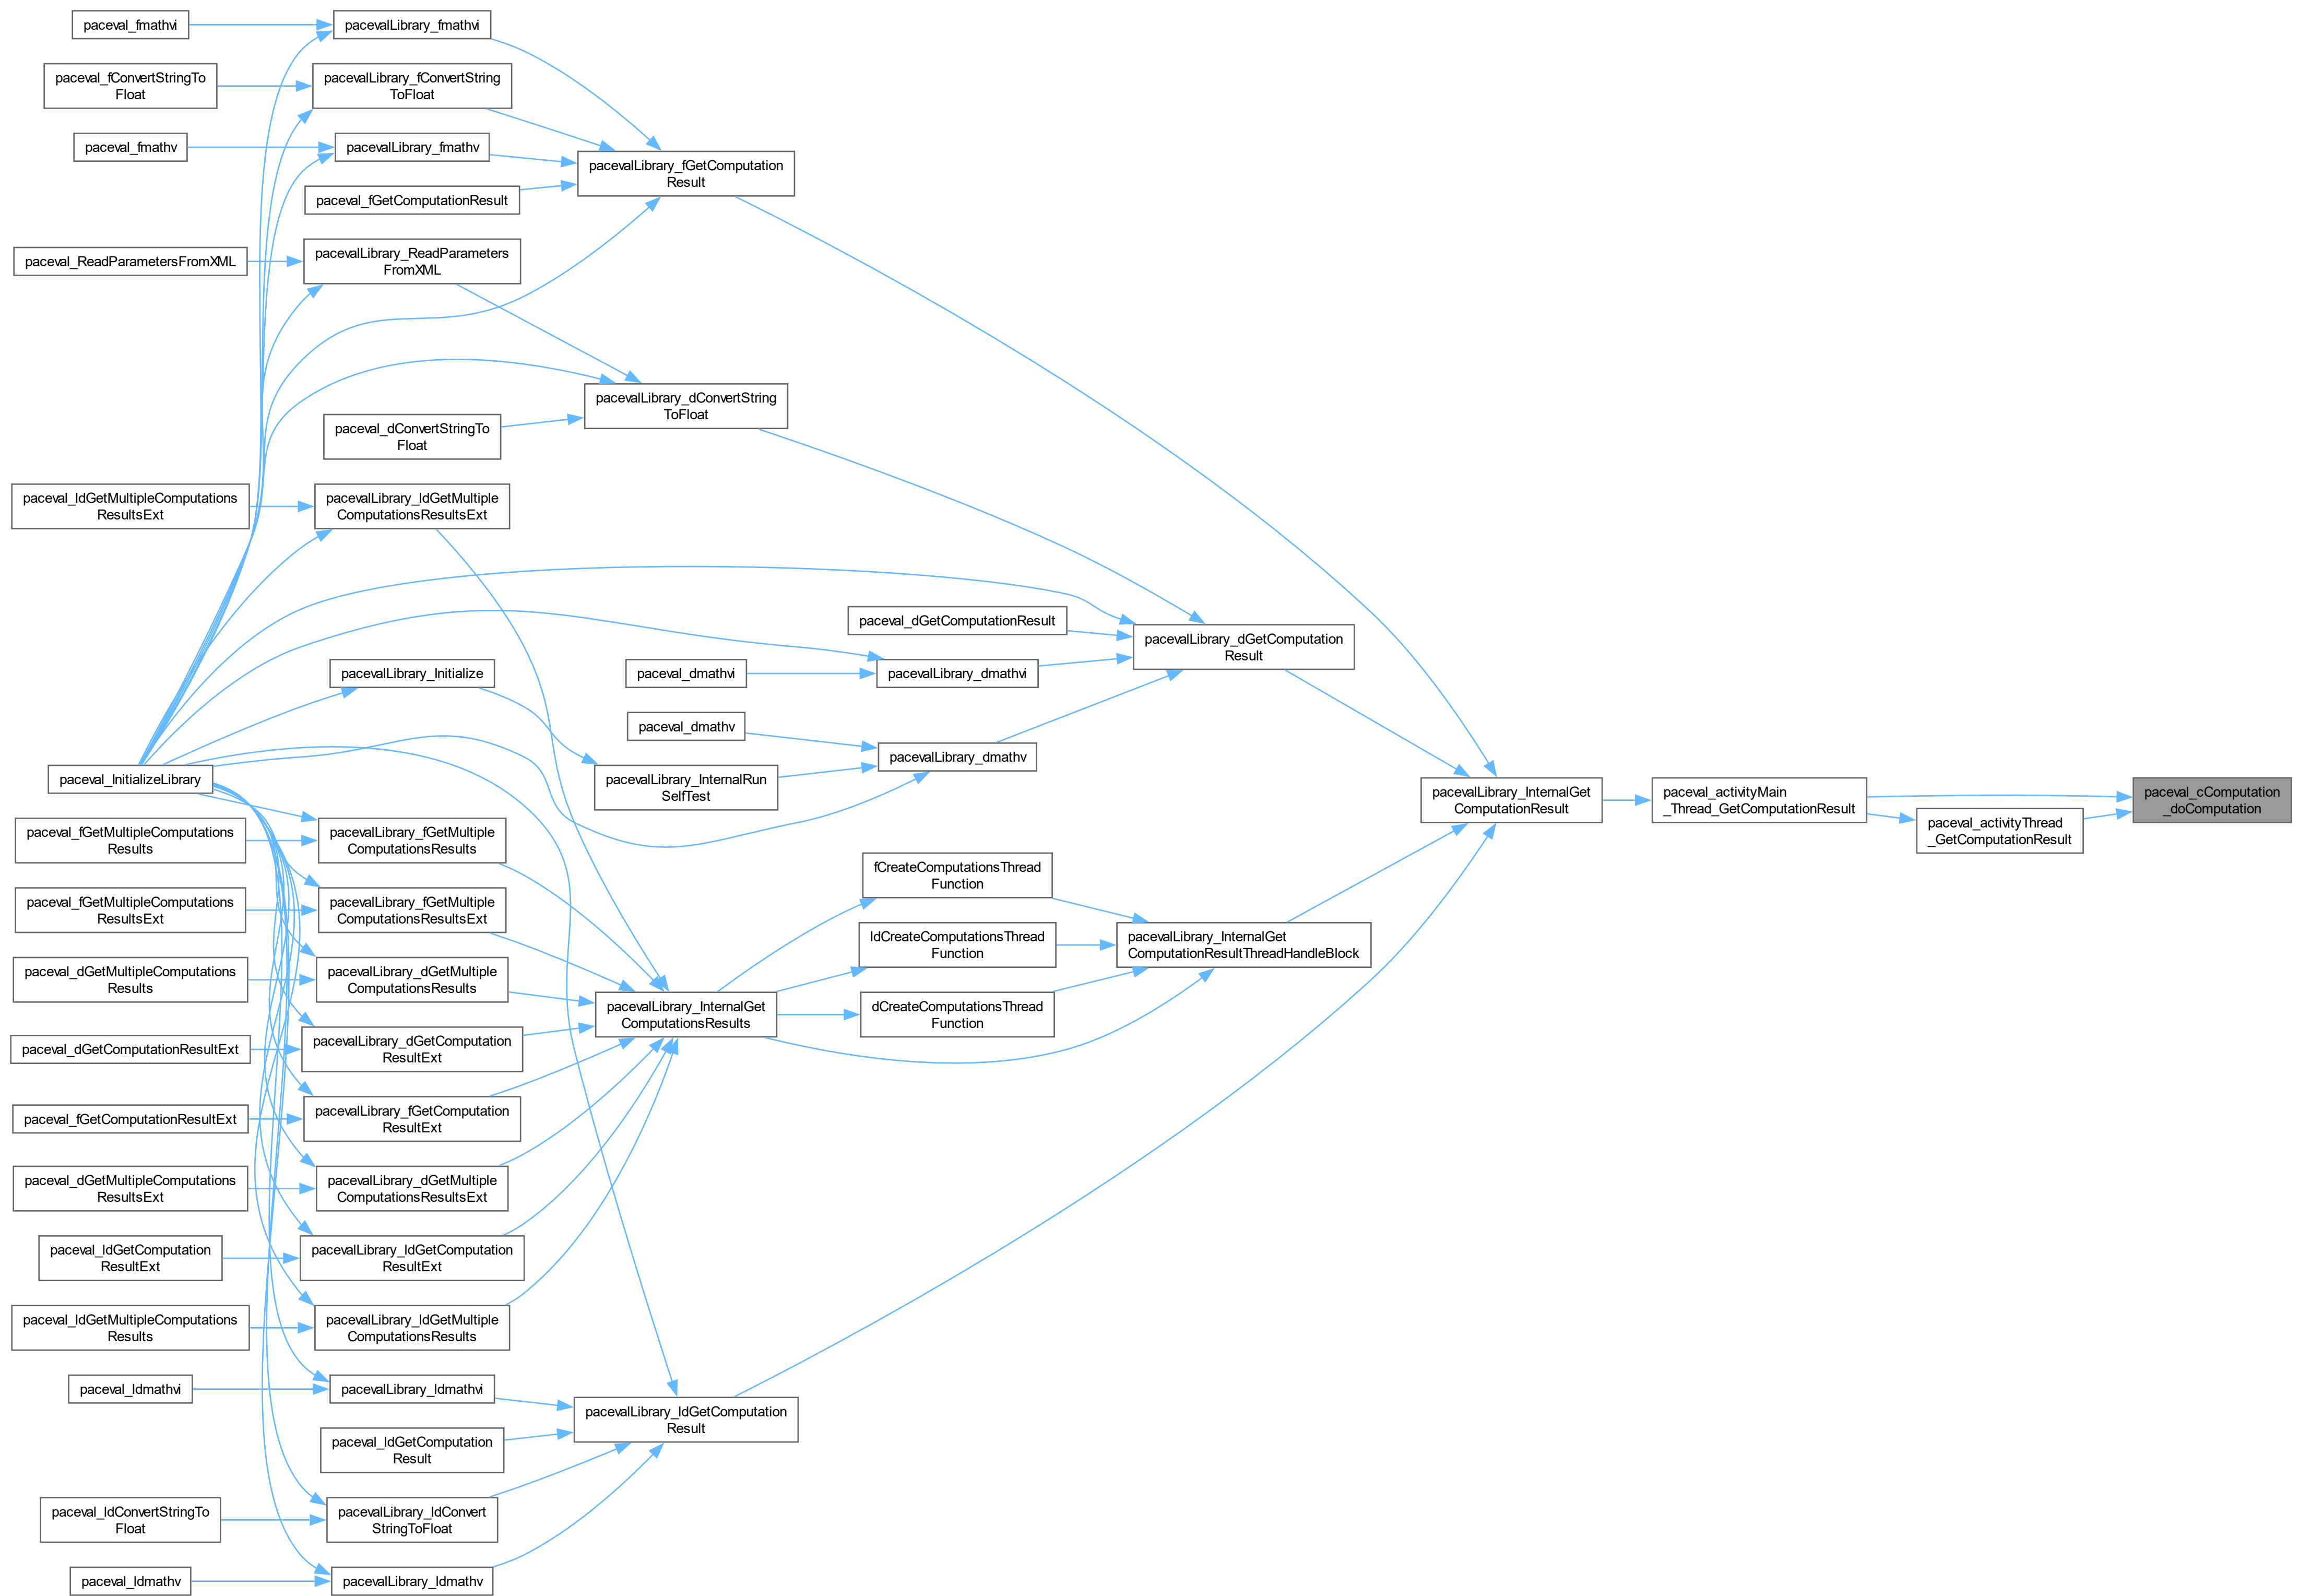 paceval_fmathvi
pacevalLibrary_fmathvi
paceval_fConvertStringTo
Float
pacevalLibrary_fConvertString
ToFloat
paceval_fmathv
pacevalLibrary_fmathv
pacevalLibrary_fGetComputation
Result
paceval_fGetComputationResult
paceval_ReadParametersFromXML
pacevalLibrary_ReadParameters
FromXML
pacevalLibrary_dConvertString
ToFloat
paceval_dConvertStringTo
Float
paceval_ldGetMultipleComputations
ResultsExt
pacevalLibrary_ldGetMultiple
ComputationsResultsExt
paceval_dGetComputationResult
pacevalLibrary_dGetComputation
Result
pacevalLibrary_Initialize
paceval_dmathvi
pacevalLibrary_dmathvi
paceval_dmathv
pacevalLibrary_dmathv
paceval_InitializeLibrary
pacevalLibrary_InternalRun
SelfTest
pacevalLibrary_InternalGet
ComputationResult
paceval_activityMain
_Thread_GetComputationResult
paceval_cComputation
_doComputation
paceval_activityThread
_GetComputationResult
paceval_fGetMultipleComputations
Results
pacevalLibrary_fGetMultiple
ComputationsResults
fCreateComputationsThread
Function
paceval_fGetMultipleComputations
ResultsExt
pacevalLibrary_fGetMultiple
ComputationsResultsExt
ldCreateComputationsThread
Function
pacevalLibrary_InternalGet
ComputationResultThreadHandleBlock
paceval_dGetMultipleComputations
Results
pacevalLibrary_dGetMultiple
ComputationsResults
pacevalLibrary_InternalGet
ComputationsResults
dCreateComputationsThread
Function
paceval_dGetComputationResultExt
pacevalLibrary_dGetComputation
ResultExt
paceval_fGetComputationResultExt
pacevalLibrary_fGetComputation
ResultExt
paceval_dGetMultipleComputations
ResultsExt
pacevalLibrary_dGetMultiple
ComputationsResultsExt
paceval_ldGetComputation
ResultExt
pacevalLibrary_ldGetComputation
ResultExt
paceval_ldGetMultipleComputations
Results
pacevalLibrary_ldGetMultiple
ComputationsResults
paceval_ldmathvi
pacevalLibrary_ldmathvi
pacevalLibrary_ldGetComputation
Result
paceval_ldGetComputation
Result
paceval_ldConvertStringTo
Float
pacevalLibrary_ldConvert
StringToFloat
paceval_ldmathv
pacevalLibrary_ldmathv